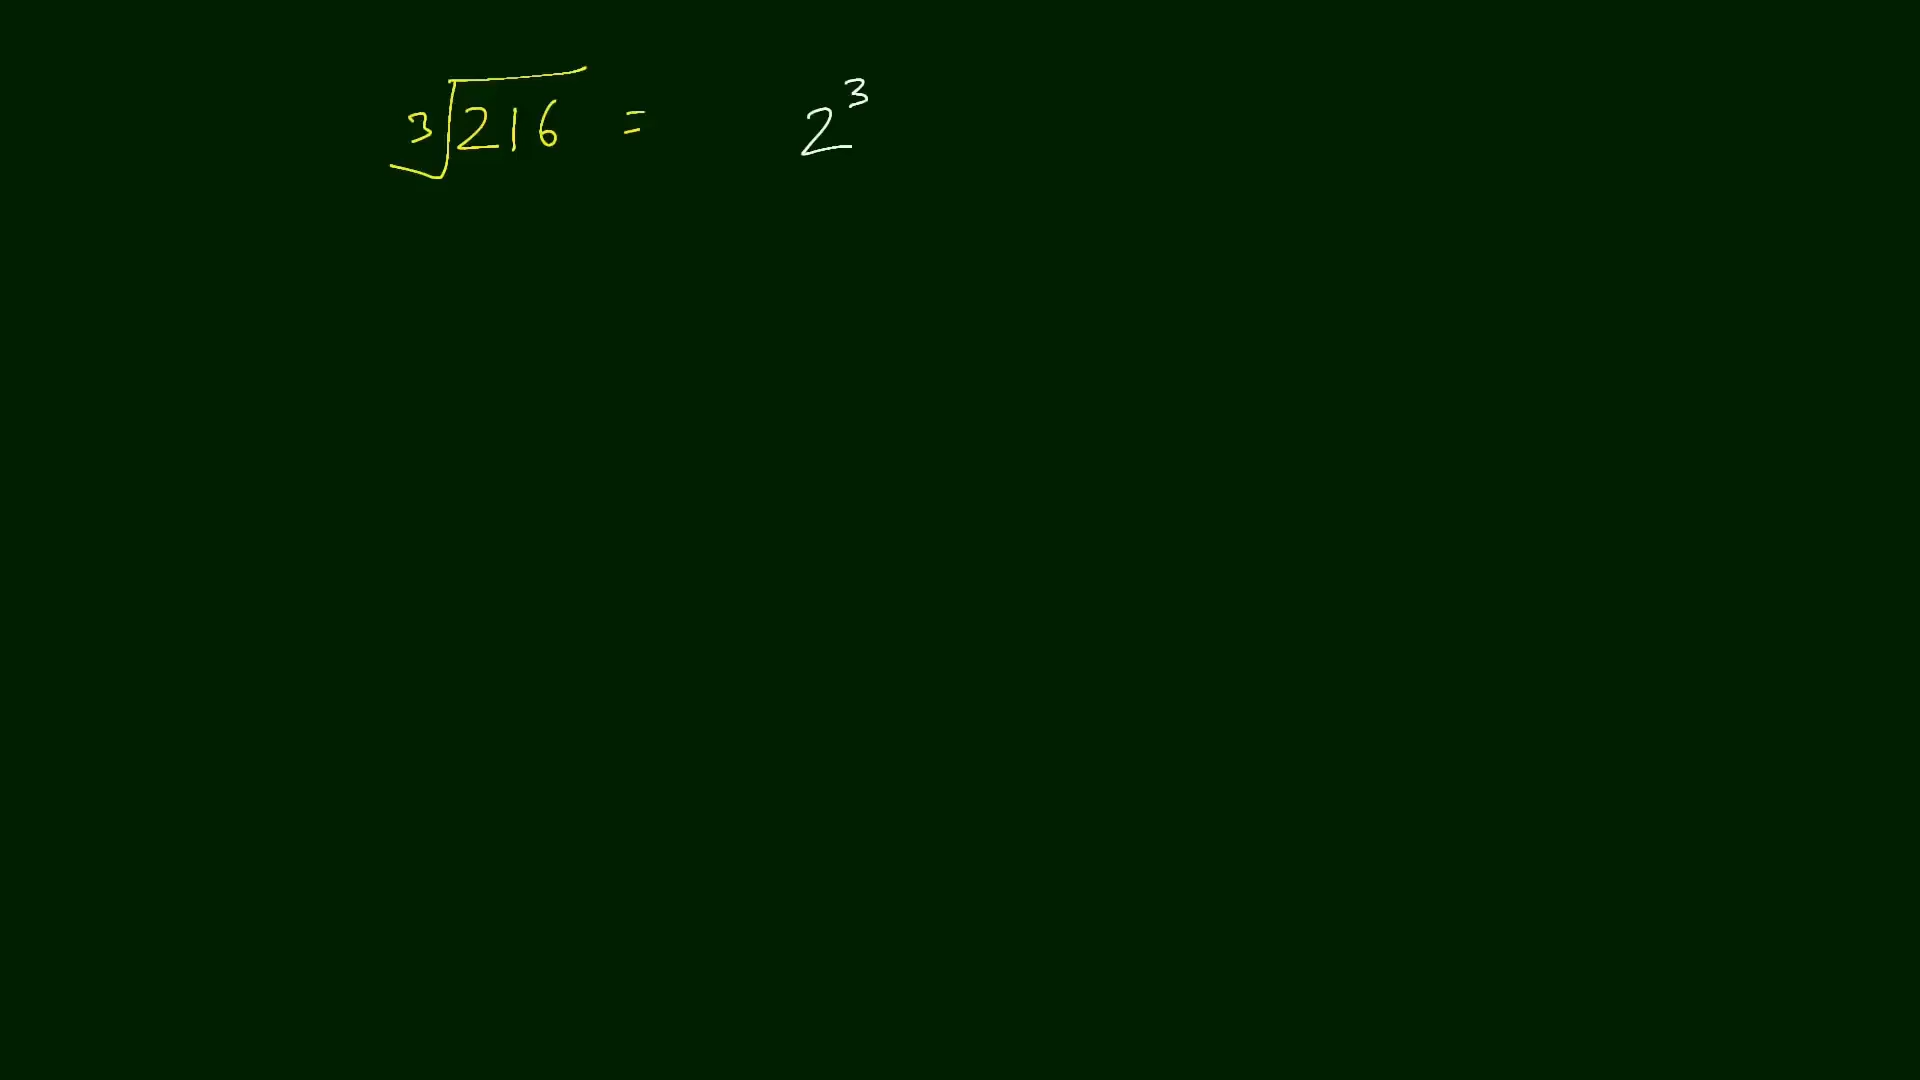 ∛216 = 2³